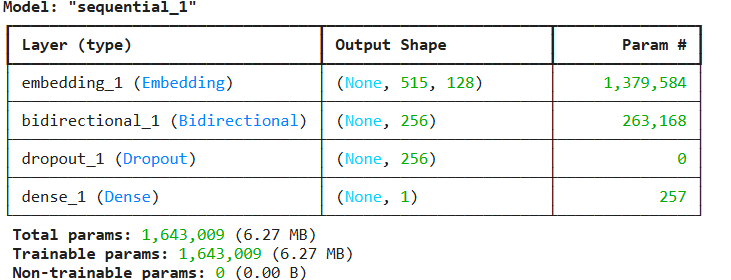 Model: "sequential_1"
Layer (type) Output Shape Param #
embedding_1 (Embedding) (None, 515, 128) 1,379,584
bidirectional_1 (Bidirectional) (None, 256) 263,168
dropout_1 (Dropout) (None, 256) 0
dense_1 (Dense) (None, 1) 257
Total params: 1,643,009 (6.27 MB)
Trainable params: 1,643,009 (6.27 MB)
Non-trainable params: 0 (0.00 B)